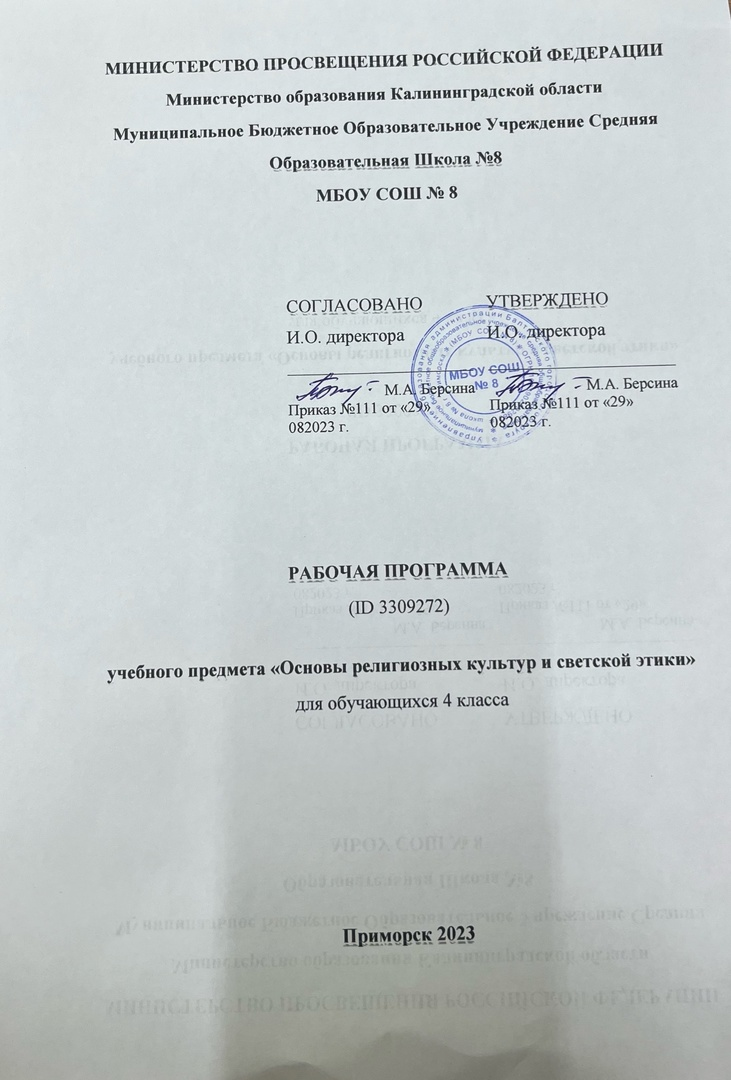 МИНИСТЕРСТВО ПРОСВЕЩЕНИЯ РОССИЙСКОЙ ФЕДЕРАЦИИ
Министерство образования Калининградской области
Муниципальное Бюджетное Образовательное Учреждение Средняя
Образовательная Школа №8
МБОУ СОШ № 8
СОГЛАСОВАНО УТВЕРЖДЕНО
И.О. директора И.О. директора
МБОУ СОШ
№ 8
М.А. Берсина М.А. Берсина
Приказ №111 от «29» Приказ №111 от «29»
082023 г. 082023 г.
РАБОЧАЯ ПРОГРАММА
(ID 3309272)
учебного предмета «Основы религиозных культур и светской этики»
для обучающихся 4 класса
Приморск 2023